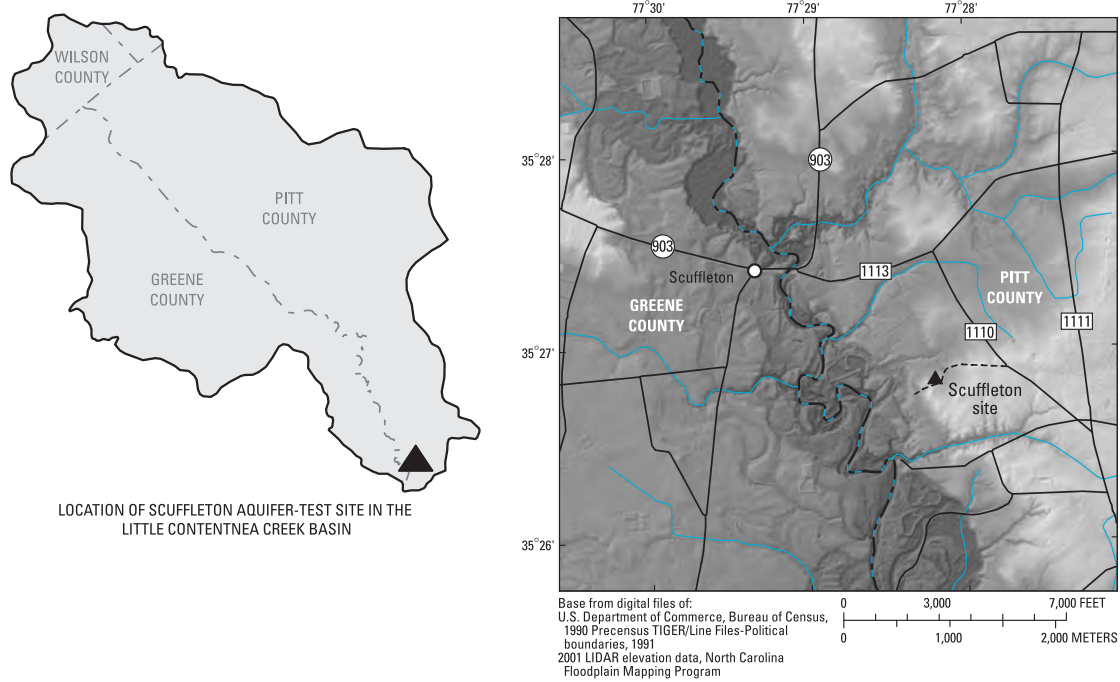 WILSON
COUNTY
PITT
COUNTY
GREENE
COUNTY
LOCATION OF SCUFFLETON AQUIFER-TEST SITE IN THE
LITTLE CONTENTNEA CREEK BASIN
77°30' 77°29' 77°28'
35°28'
903
903
Scuffleton
1113
PITT
COUNTY
GREENE
COUNTY
1110
1111
35°27'
Scuffleton
site
35°26'
Base from digital files of:
U.S. Department of Commerce, Bureau of Census,
1990 Precensus TIGER/Line Files-Political
boundaries, 1991
2001 LIDAR elevation data, North Carolina
Floodplain Mapping Program
0 3,000 7,000 FEET
0 1,000 2,000 METERS